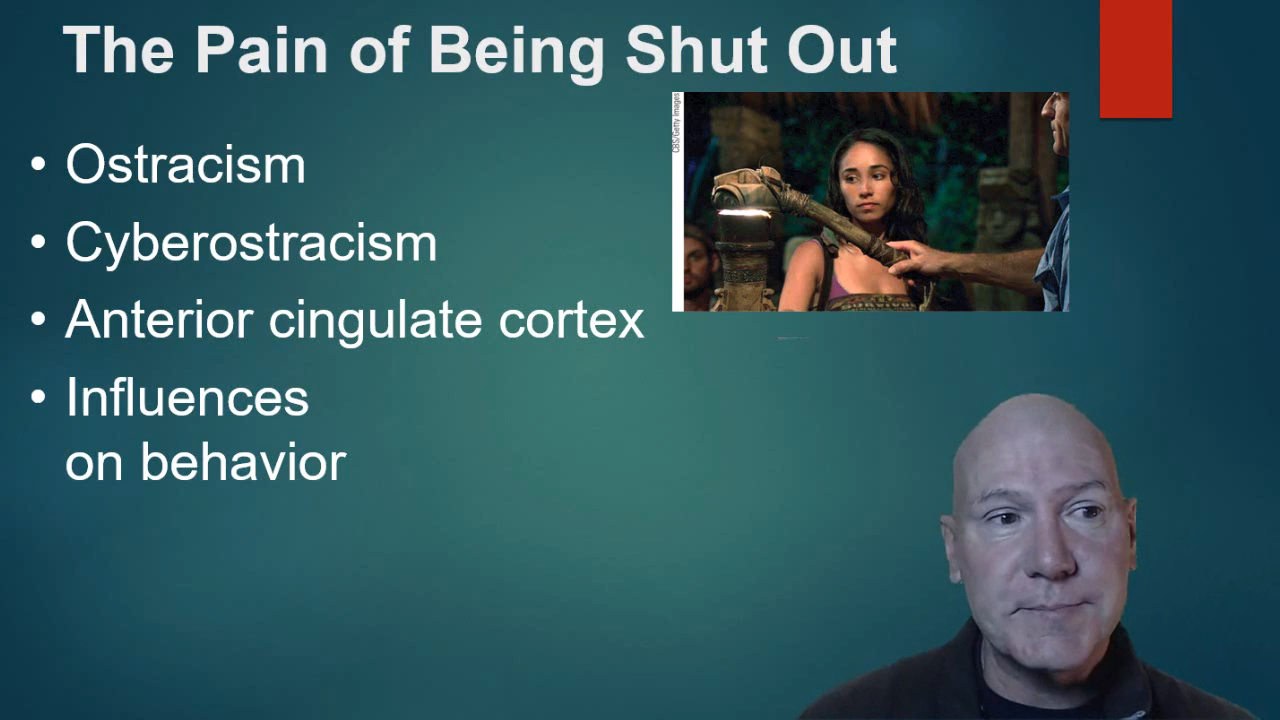 The Pain of Being Shut Out
CBS/Getty Images
• Ostracism
• Cyberostracism
• Anterior cingulate cortex
• Influences
on behavior